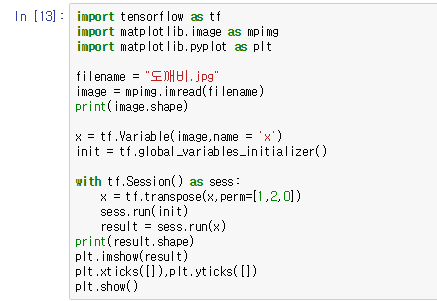 In [13]: import tensorflow as tf
import matplotlib.image as mpimg
import matplotlib.pyplot as plt
filename = "도깨비.jpg"
image = mpimg.imread(filename)
print(image.shape)
x = tf.Variable(image,name = 'x')
init = tf.global_variables_initializer()
with tf.Session() as sess:
    x = tf.transpose(x,perm=[1,2,0])
    sess.run(init)
    result = sess.run(x)
print(result.shape)
plt.imshow(result)
plt.xticks([]),plt.yticks([])
plt.show()